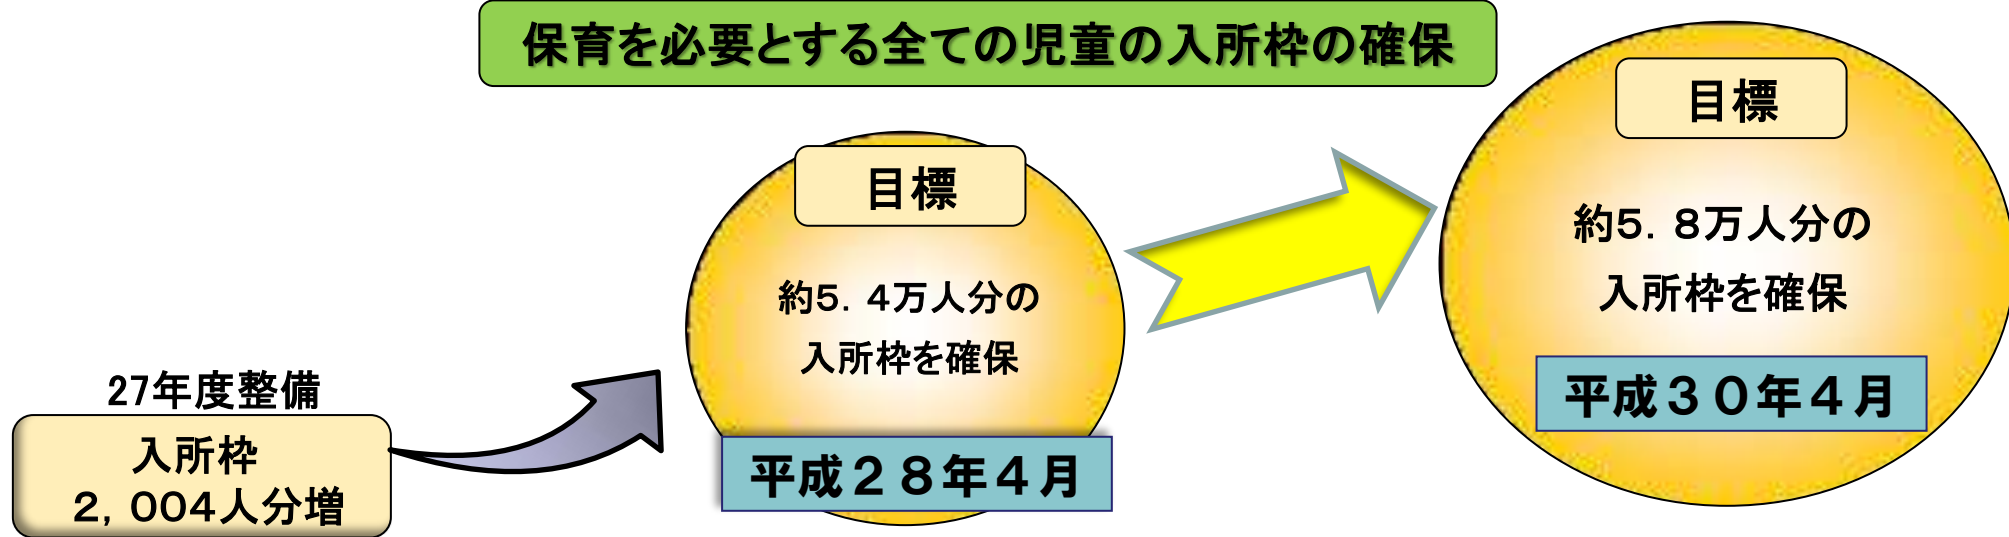 保育を必要とする全ての児童の入所枠の確保
目標
約5．8万人分の
入所枠を確保
平成３０年４月
目標
約5．4万人分の
入所枠を確保
平成２８年４月
27年度整備
入所枠
2，004人分増